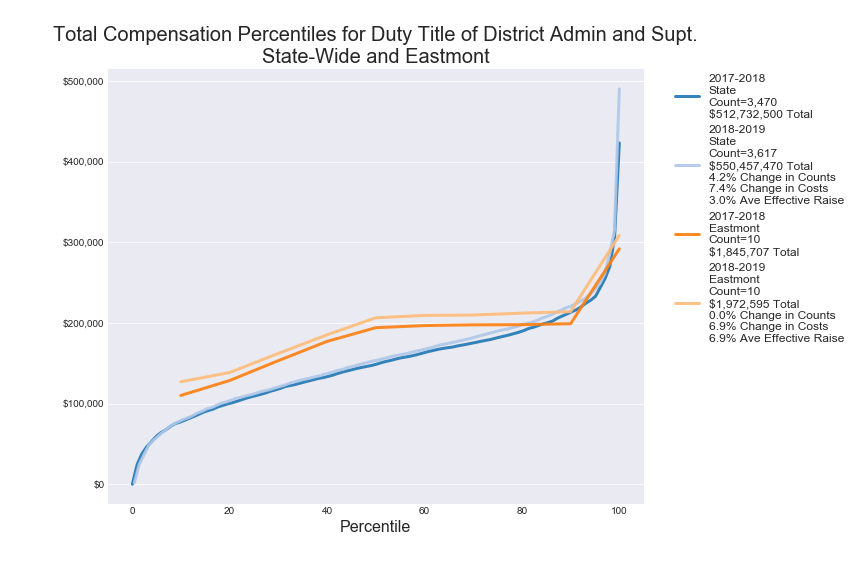 Total Compensation Percentiles for Duty Title of District Admin and Supt.
State-Wide and Eastmont
$500,000
$400,000
$300,000
$200,000
$100,000
$0
0
20
40
60
80
100
Percentile
2017-2018
State
Count=3,470
$512,732,500 Total
2018-2019
State
Count=3,617
$550,457,470 Total
4.2% Change in Counts
7.4% Change in Costs
3.0% Ave Effective Raise
2017-2018
Eastmont
Count=10
$1,845,707 Total
2018-2019
Eastmont
Count=10
$1,972,595 Total
0.0% Change in Counts
6.9% Change in Costs
6.9% Ave Effective Raise